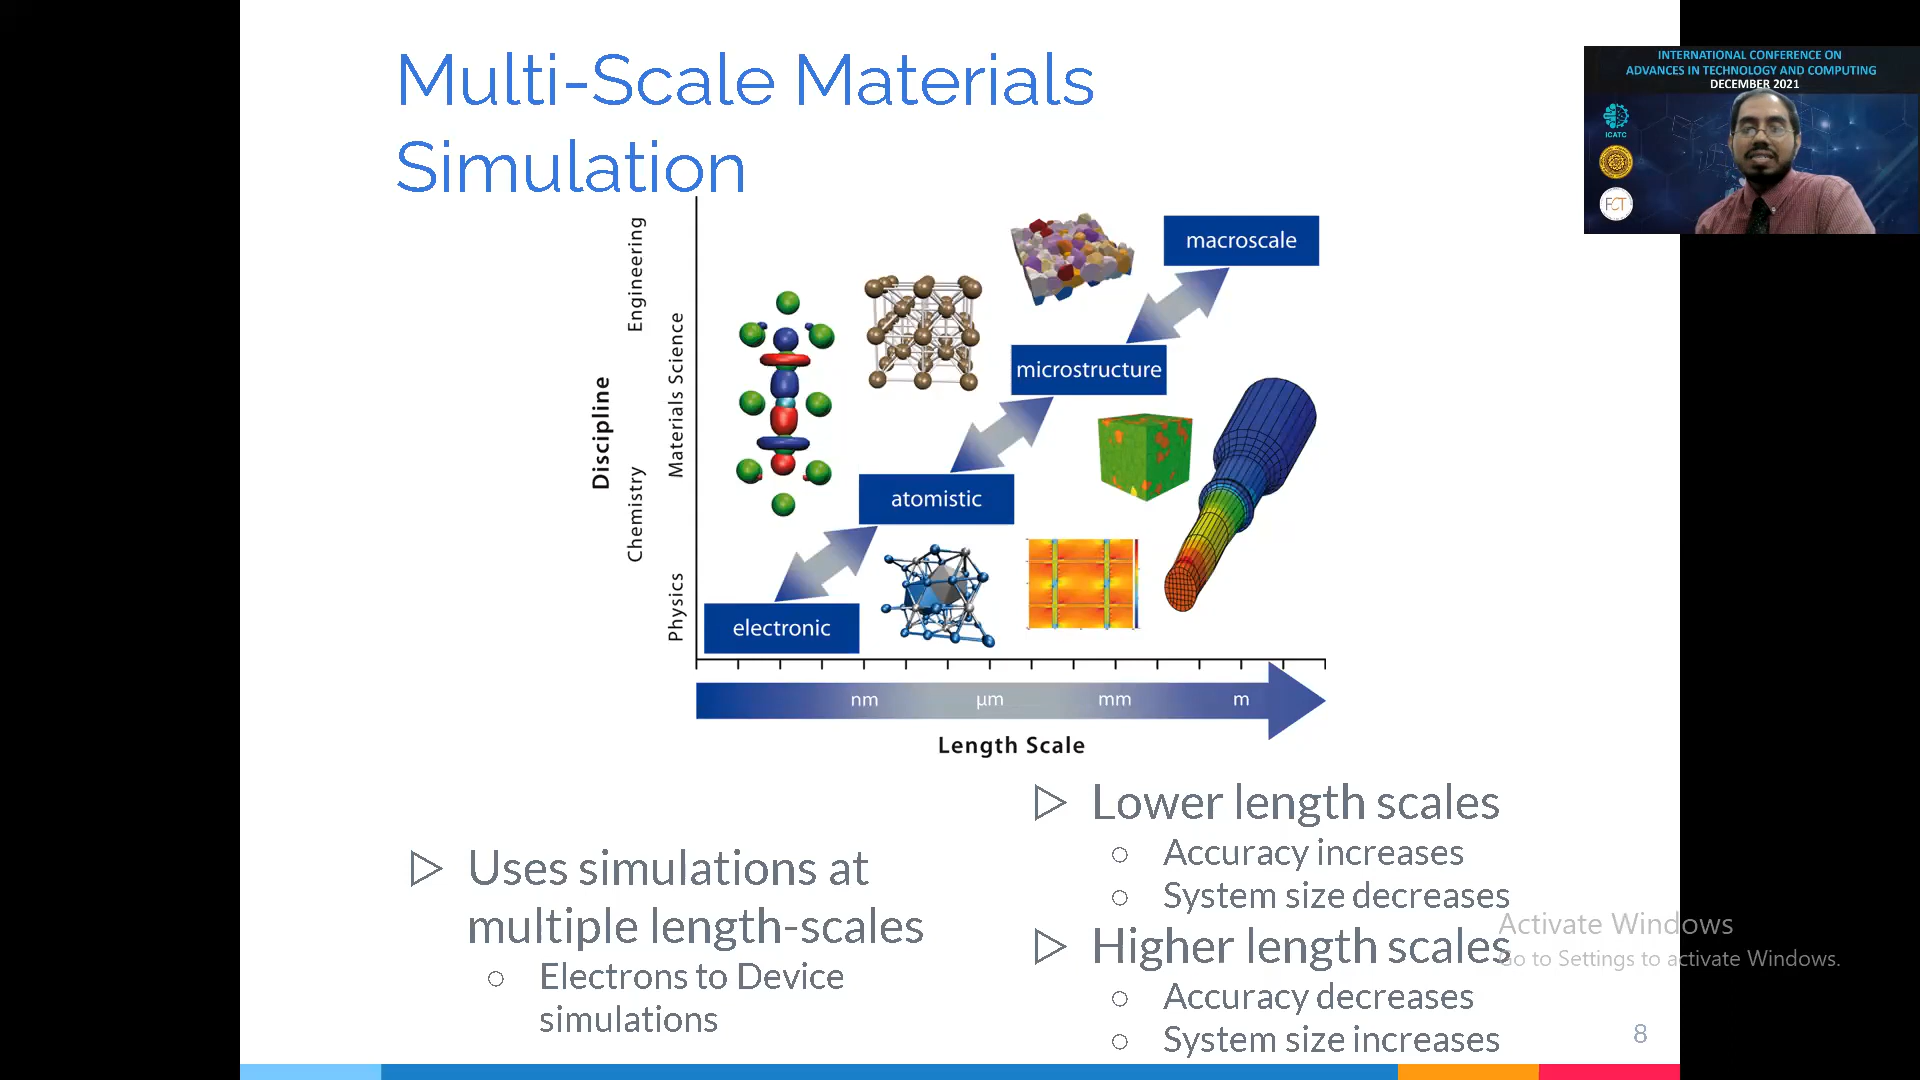 Multi-Scale Materials
Simulation
INTERNATIONAL CONFERENCE ON
ADVANCES IN TECHNOLOGY AND COMPUTING
DECEMBER 2021
ICATC
FCT
Discipline
Engineering
Materials Science
Chemistry
Physics
macroscale
microstructure
atomistic
electronic
nm µm mm m
Length Scale
▷ Uses simulations at
multiple length-scales
○ Electrons to Device
simulations
▷ Lower length scales
○ Accuracy increases
○ System size decreases
▷ Higher length scales
○ Accuracy decreases
○ System size increases
Activate Windows
Go to Settings to activate Windows.
8